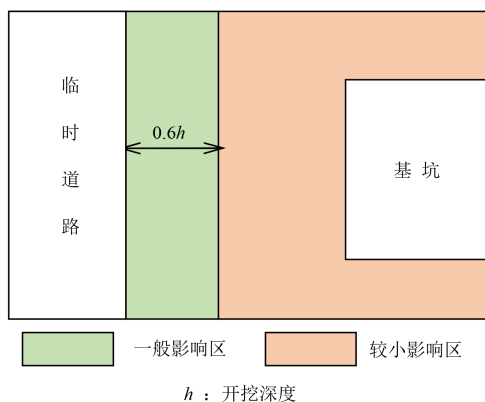 临时道路
0.6h
基 坑
一般影响区
较小影响区
h ：开挖深度